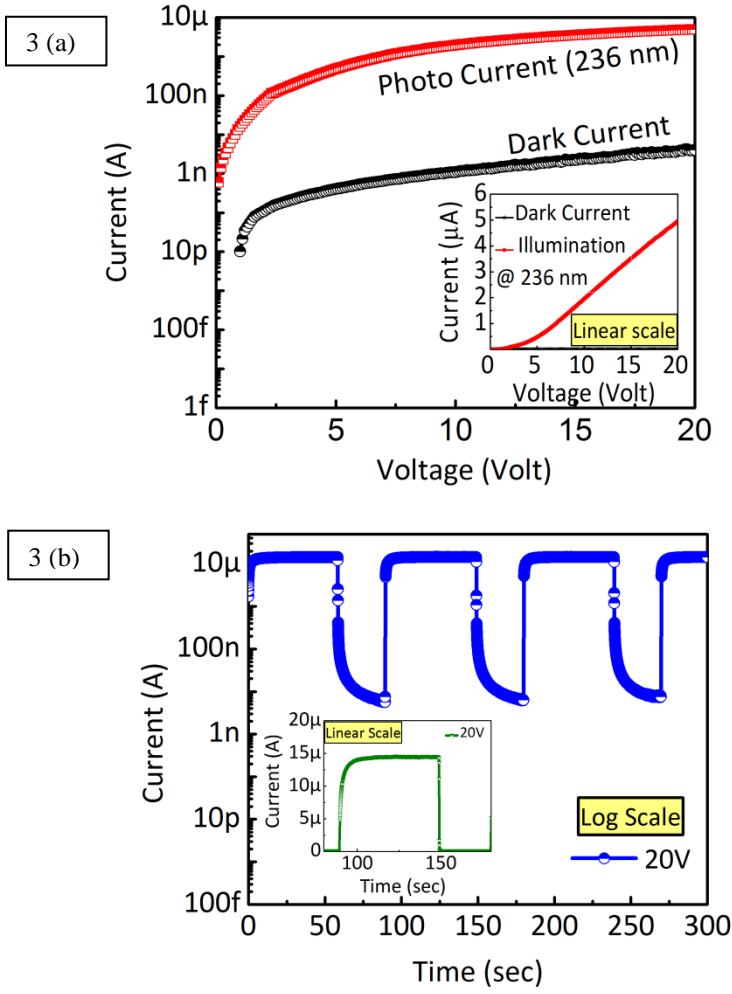 3 (a)
10μ
100n
1n
10p
100f
1f
Current (A)
Photo Current (236 nm)
Dark Current
6
5
4
3
2
1
Current (μA)
Dark Current
Illumination
@ 236 nm
Linear scale
0 5 10 15 20
Voltage (Volt)
5 10 15 20
Voltage (Volt)
3 (b)
10μ
100n
1n
10p
100f
Current (A)
20μ
15μ
10μ
5μ
0
Current (A)
Linear Scale
20V
100 150
Time (sec)
Log Scale
20V
0 50 100 150 200 250 300
Time (sec)